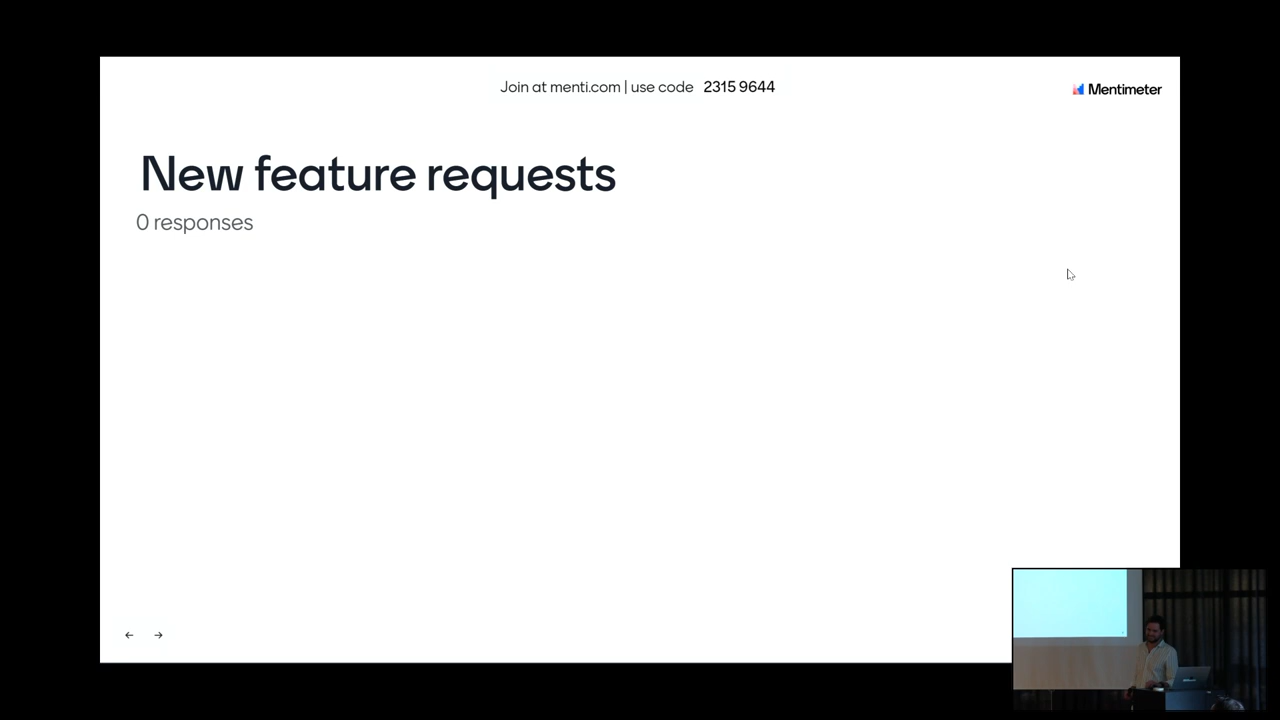 Join at menti.com | use code 2315 9644
Mentimeter
New feature requests
0 responses